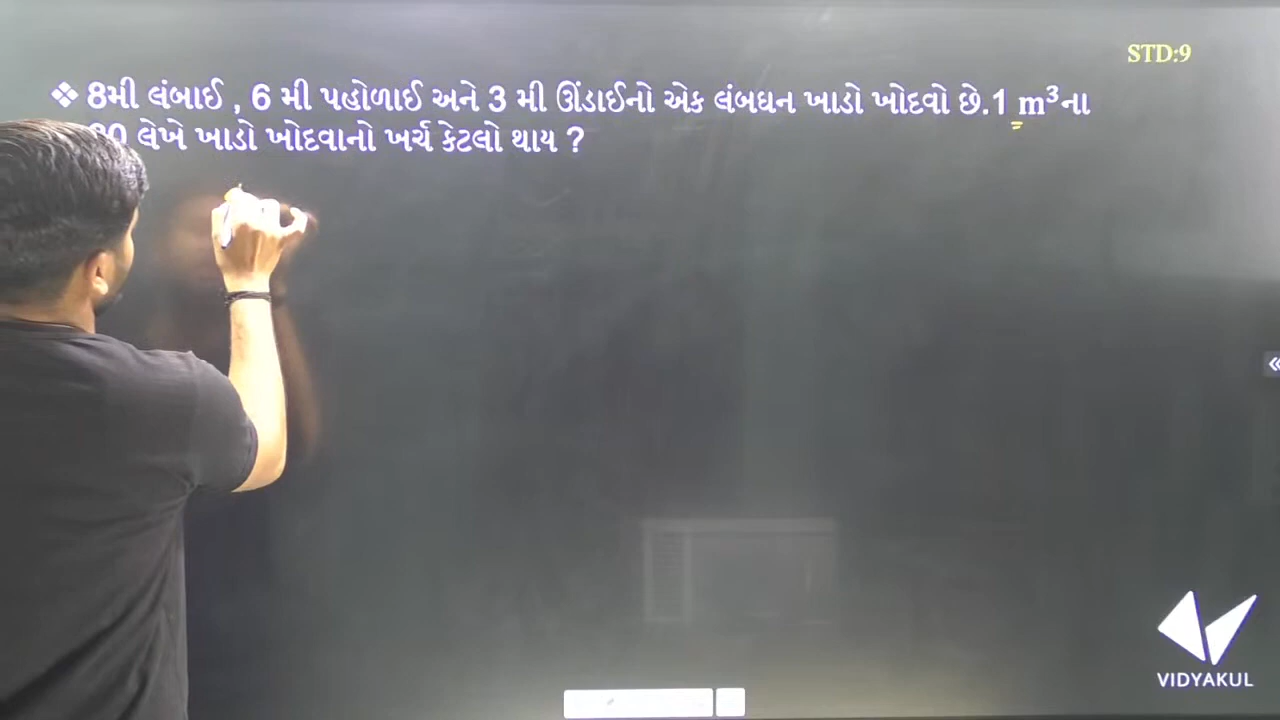 STD:9
❖ 8મી લંબાઈ , 6 મી પહોળાઈ અને 3 મી ઊંડાઈનો એક લંબઘન ખાડો ખોદવો છે.1 m³ના
લેખે ખાડો ખોદવાનો ખર્ચ કેટલો થાય ?
VIDYAKUL